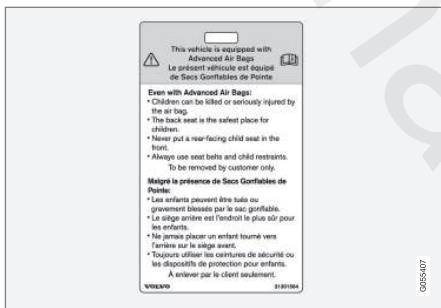 This vehicle is equipped with
Advanced Air Bags
Le présent véhicule est équipé
de Sacs Gonflables de Pointe
Even with Advanced Air Bags:
• Children can be killed or seriously injured by
the air bag.
• The back seat is the safest place for
children.
• Never put a rear-facing child seat in the
front.
• Always use seat belts and child restraints.
To be removed by customer only.
Malgré la présence de Sacs Gonflables de
Pointe:
• Les enfants peuvent être tués ou
gravement blessés par le sac gonflable.
• Le siège arrière est l'endroit le plus sûr pour
les enfants.
• Ne jamais placer un enfant tourné vers
l'arrière sur le siège avant.
• Toujours utiliser les ceintures de sécurité ou
les dispositifs de protection pour enfants.
À enlever par le client seulement.
VOLVO 31301564
G055407